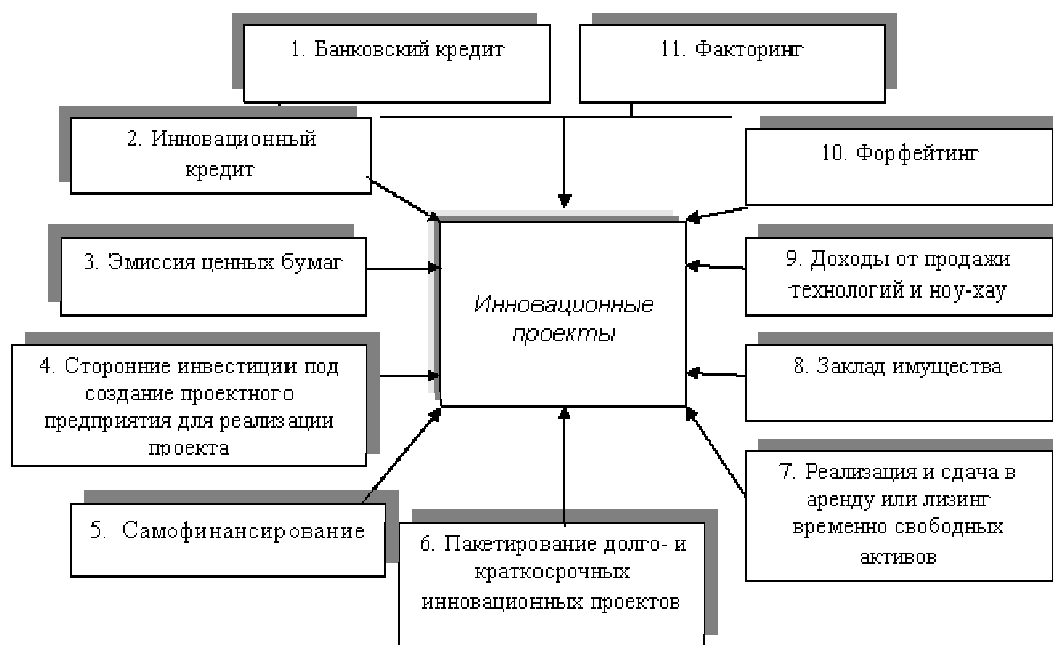 1. Банковский кредит
11. Факторинг
2. Инновационный
кредит
10. Форфейтинг
3. Эмиссия ценных бумаг
9. Доходы от продажи
технологий и ноу-хау
Инновационные
проекты
4. Сторонние инвестиции под
создание проектного
предприятия для реализации
проекта
8. Заклад имущества
5. Самофинансирование
6. Пакетирование долго- и
краткосрочных
инновационных проектов
7. Реализация и сдача в
аренду или лизинг
временно свободных
активов